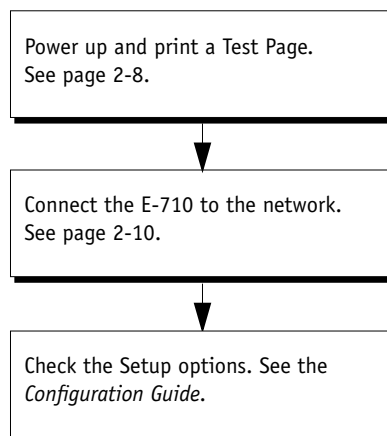 Power up and print a Test Page.
See page 2-8.
Connect the E-710 to the network.
See page 2-10.
Check the Setup options. See the
Configuration Guide.